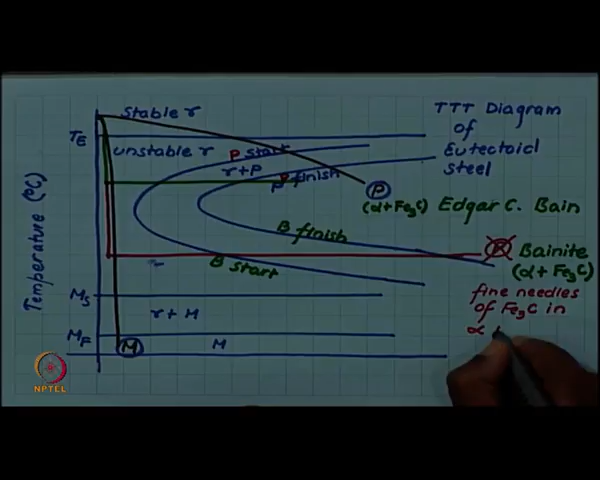 Stable r
TTT Diagram
of
Eutectoid
steel
TE
unstable r
P start
r+P
P finish
P
(α+Fe3C)
Edgar C. Bain
B finish
Bainite
(α+Fe3C)
B start
fine needles
of Fe3C in
α
Ms
r+M
MF
M
M
Temperature (°C)
NPTEL